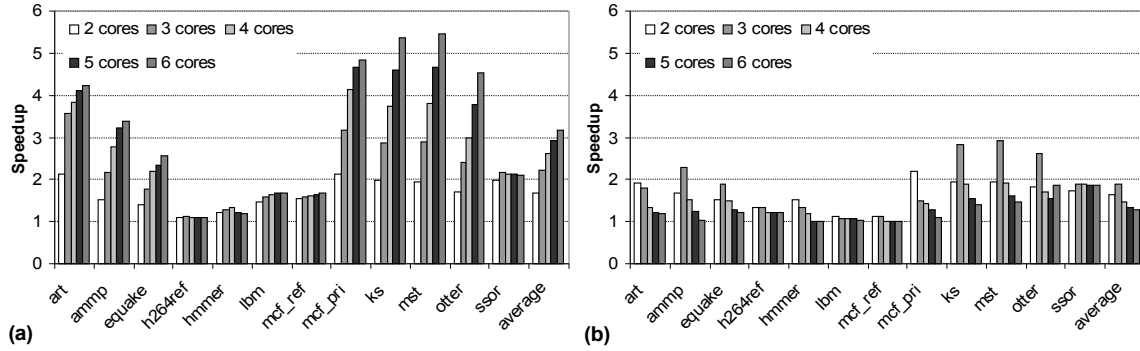 6
5
4
3
2
1
0
Speedup
2 cores 3 cores 4 cores
5 cores 6 cores
art
ammp
equake
h264ref
hmmer
lbm
mcf_ref
mcf_pri
ks
mst
otter
ssor
average
(a)
6
5
4
3
2
1
0
Speedup
2 cores 3 cores 4 cores
5 cores 6 cores
art
ammp
equake
h264ref
hmmer
lbm
mcf_ref
mcf_pri
ks
mst
otter
ssor
average
(b)